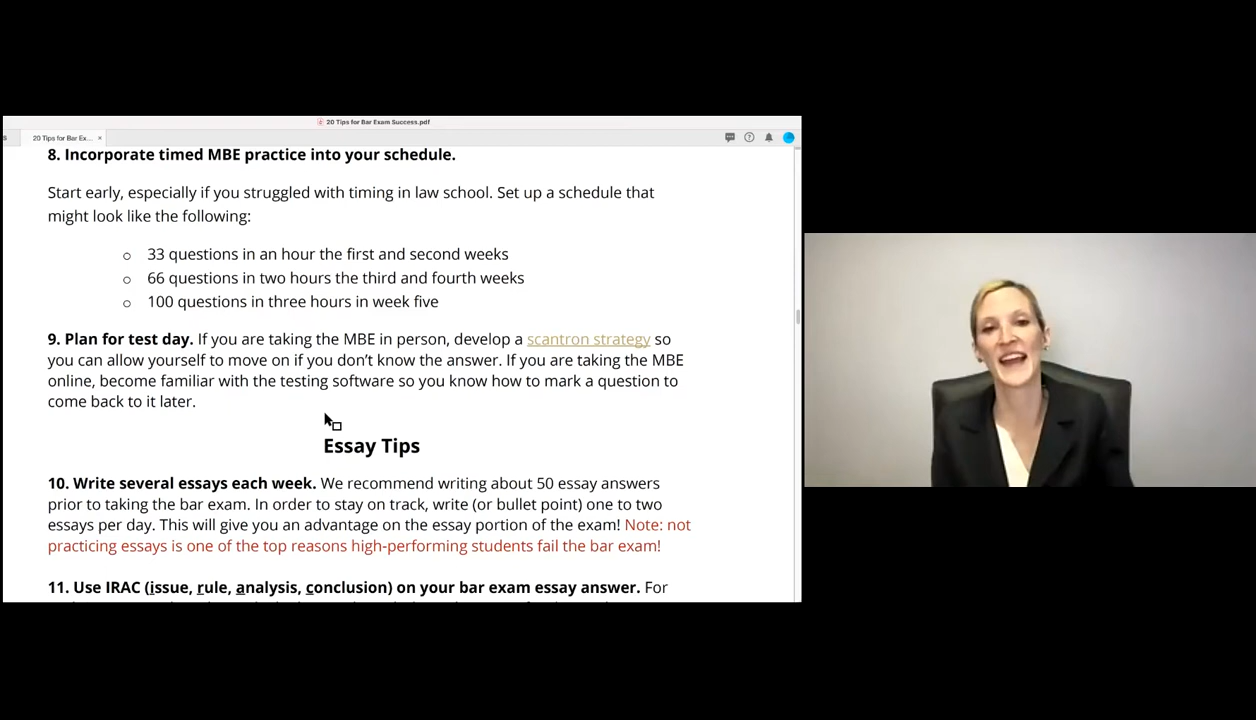 20 Tips for Bar Exam Success.pdf
20 Tips for Bar Ex...
8. Incorporate timed MBE practice into your schedule.
Start early, especially if you struggled with timing in law school. Set up a schedule that
might look like the following:
33 questions in an hour the first and second weeks
66 questions in two hours the third and fourth weeks
100 questions in three hours in week five
9. Plan for test day. If you are taking the MBE in person, develop a scantron strategy so
you can allow yourself to move on if you don’t know the answer. If you are taking the MBE
online, become familiar with the testing software so you know how to mark a question to
come back to it later.
Essay Tips
10. Write several essays each week. We recommend writing about 50 essay answers
prior to taking the bar exam. In order to stay on track, write (or bullet point) one to two
essays per day. This will give you an advantage on the essay portion of the exam! Note: not
practicing essays is one of the top reasons high-performing students fail the bar exam!
11. Use IRAC (issue, rule, analysis, conclusion) on your bar exam essay answer. For